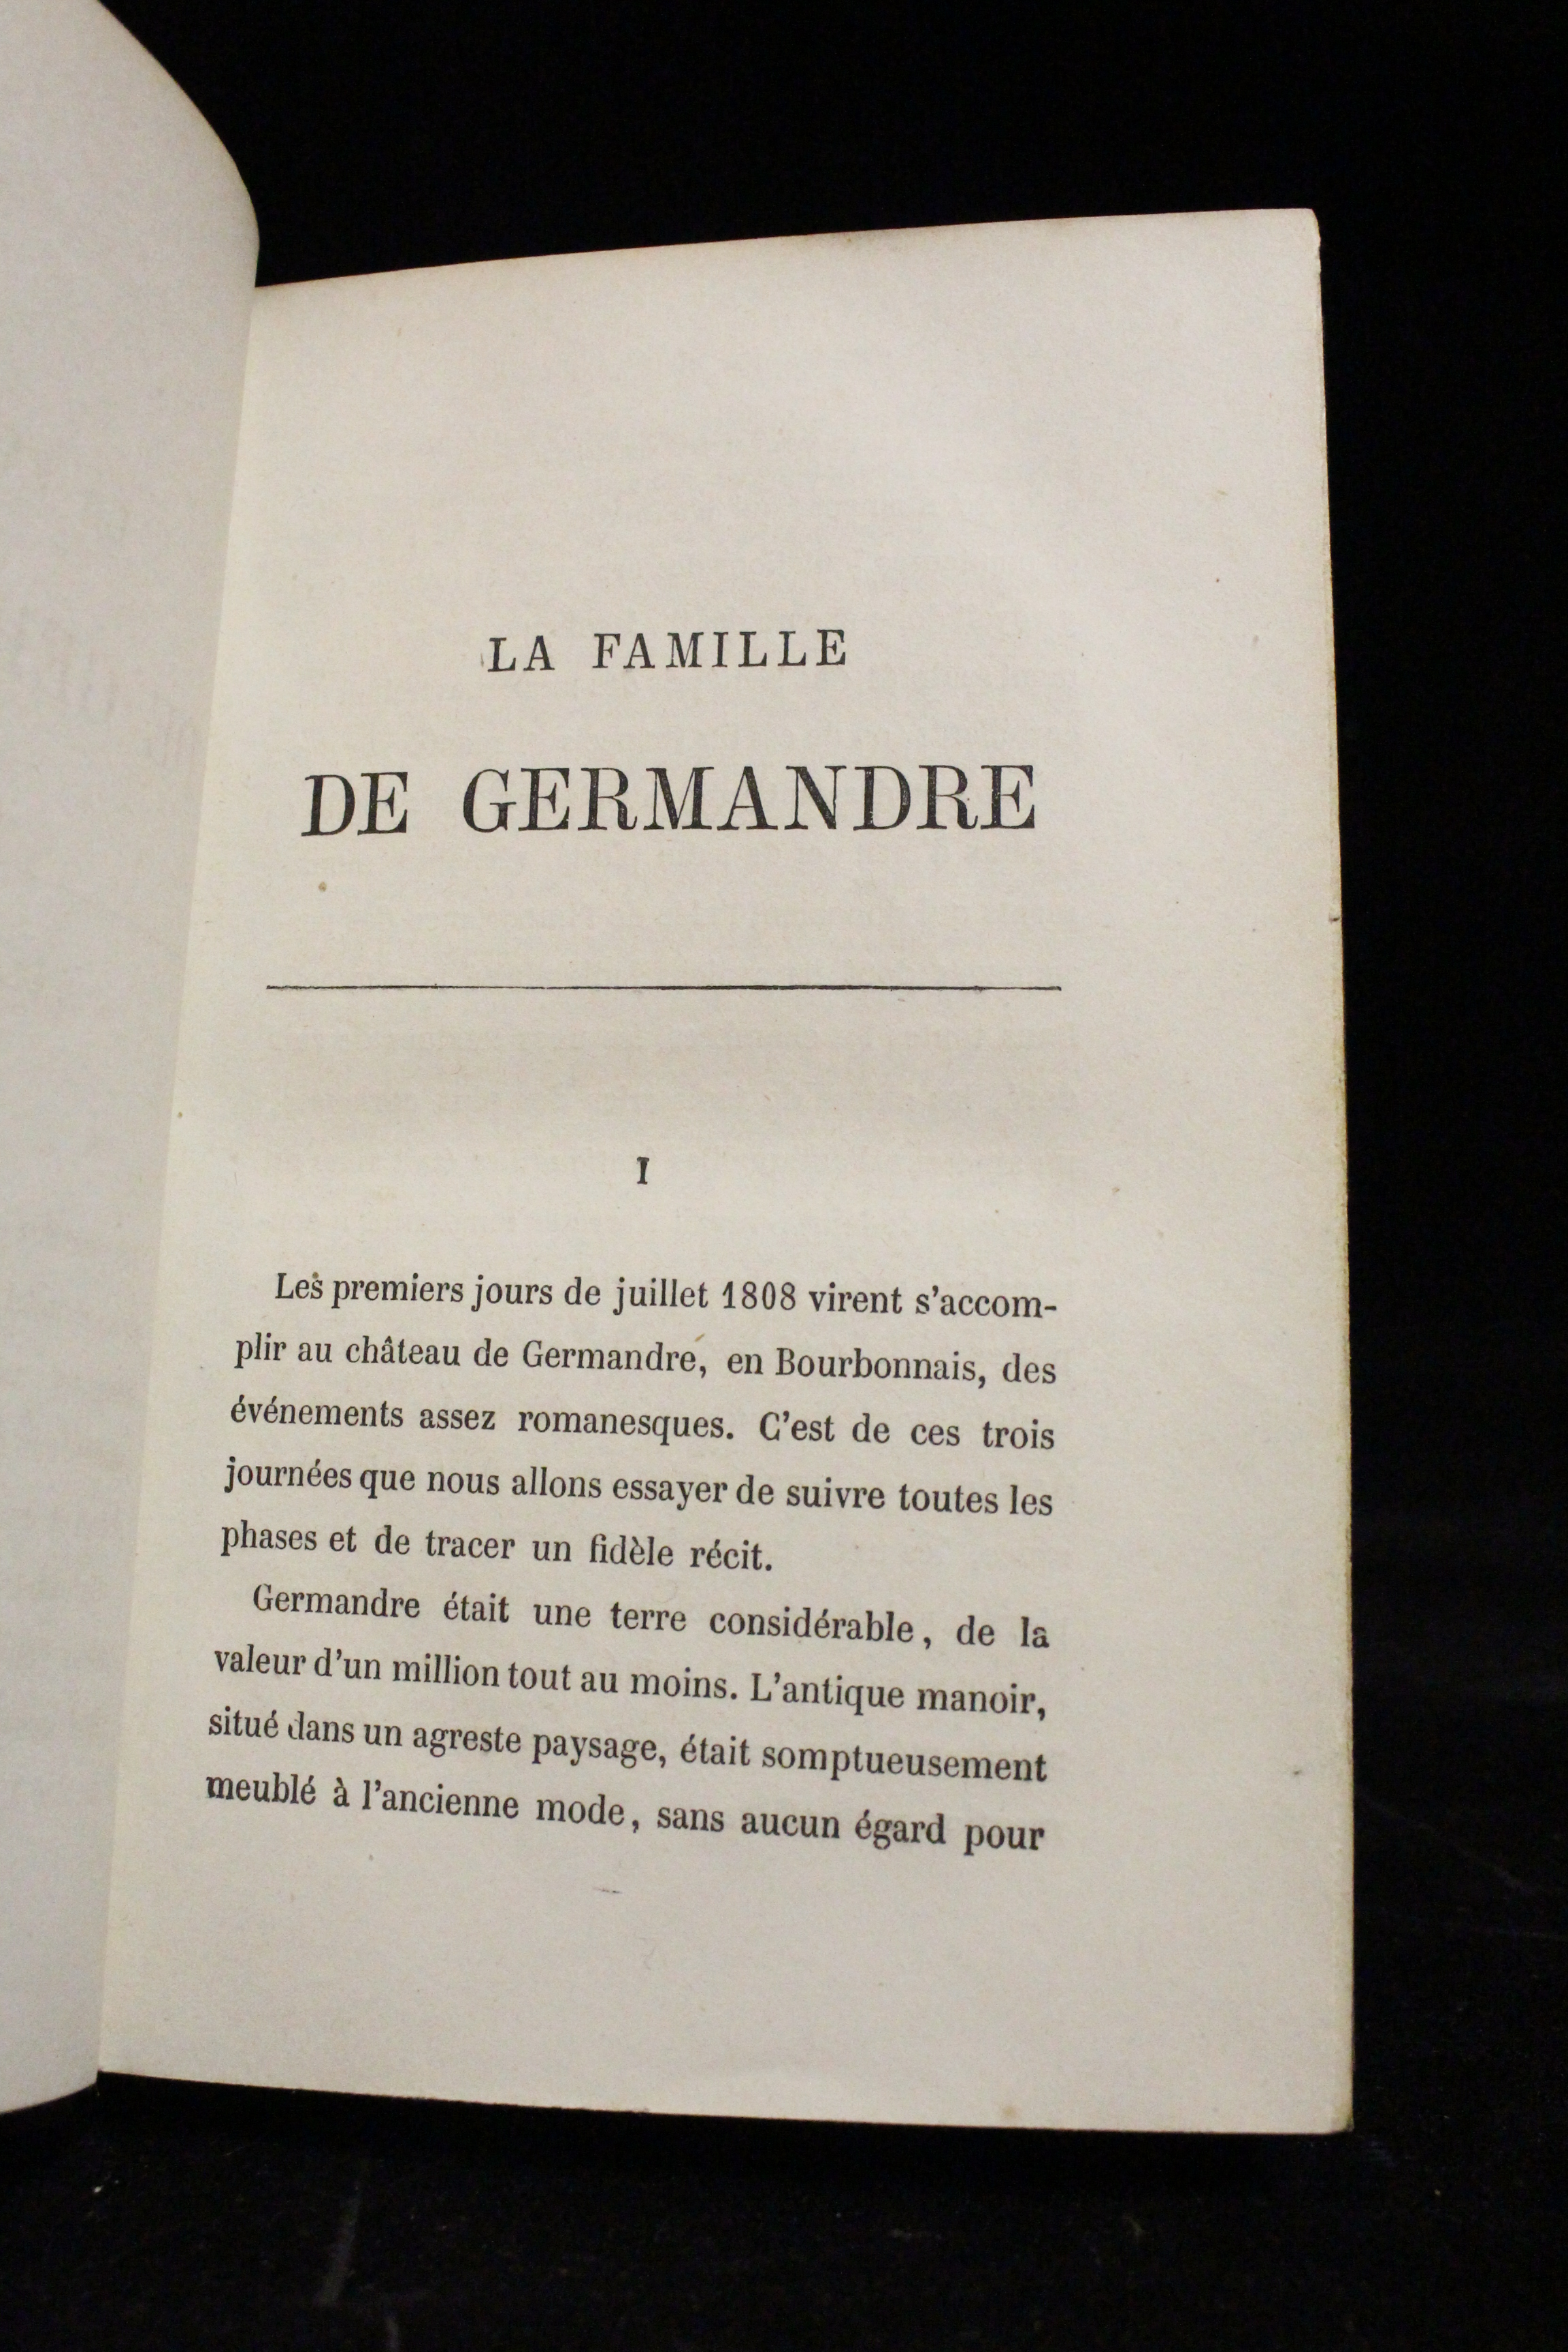 LA FAMILLE
DE GERMANDRE
I
Les premiers jours de juillet 1808 virent s'accom-
plir au château de Germandre, en Bourbonnais, des
événements assez romanesques. C'est de ces trois
journées que nous allons essayer de suivre toutes les
phases et de tracer un fidèle récit.
Germandre était une terre considérable, de la
valeur d'un million tout au moins. L'antique manoir,
situé dans un agreste paysage, était somptueusement
meublé à l'ancienne mode, sans aucun égard pour